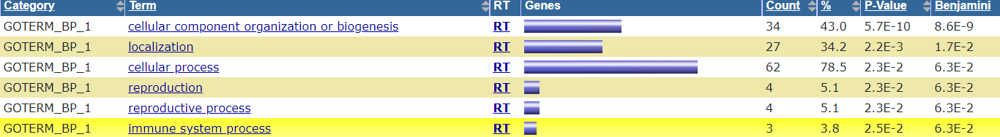 Category Term RT Genes Count % P-Value Benjamini
GOTERM_BP_1 cellular component organization or biogenesis RT 34 43.0 5.7E-10 8.6E-9
GOTERM_BP_1 localization RT 27 34.2 2.2E-3 1.7E-2
GOTERM_BP_1 cellular process RT 62 78.5 2.3E-2 6.3E-2
GOTERM_BP_1 reproduction RT 4 5.1 2.3E-2 6.3E-2
GOTERM_BP_1 reproductive process RT 4 5.1 2.3E-2 6.3E-2
GOTERM_BP_1 immune system process RT 3 3.8 2.5E-2 6.3E-2